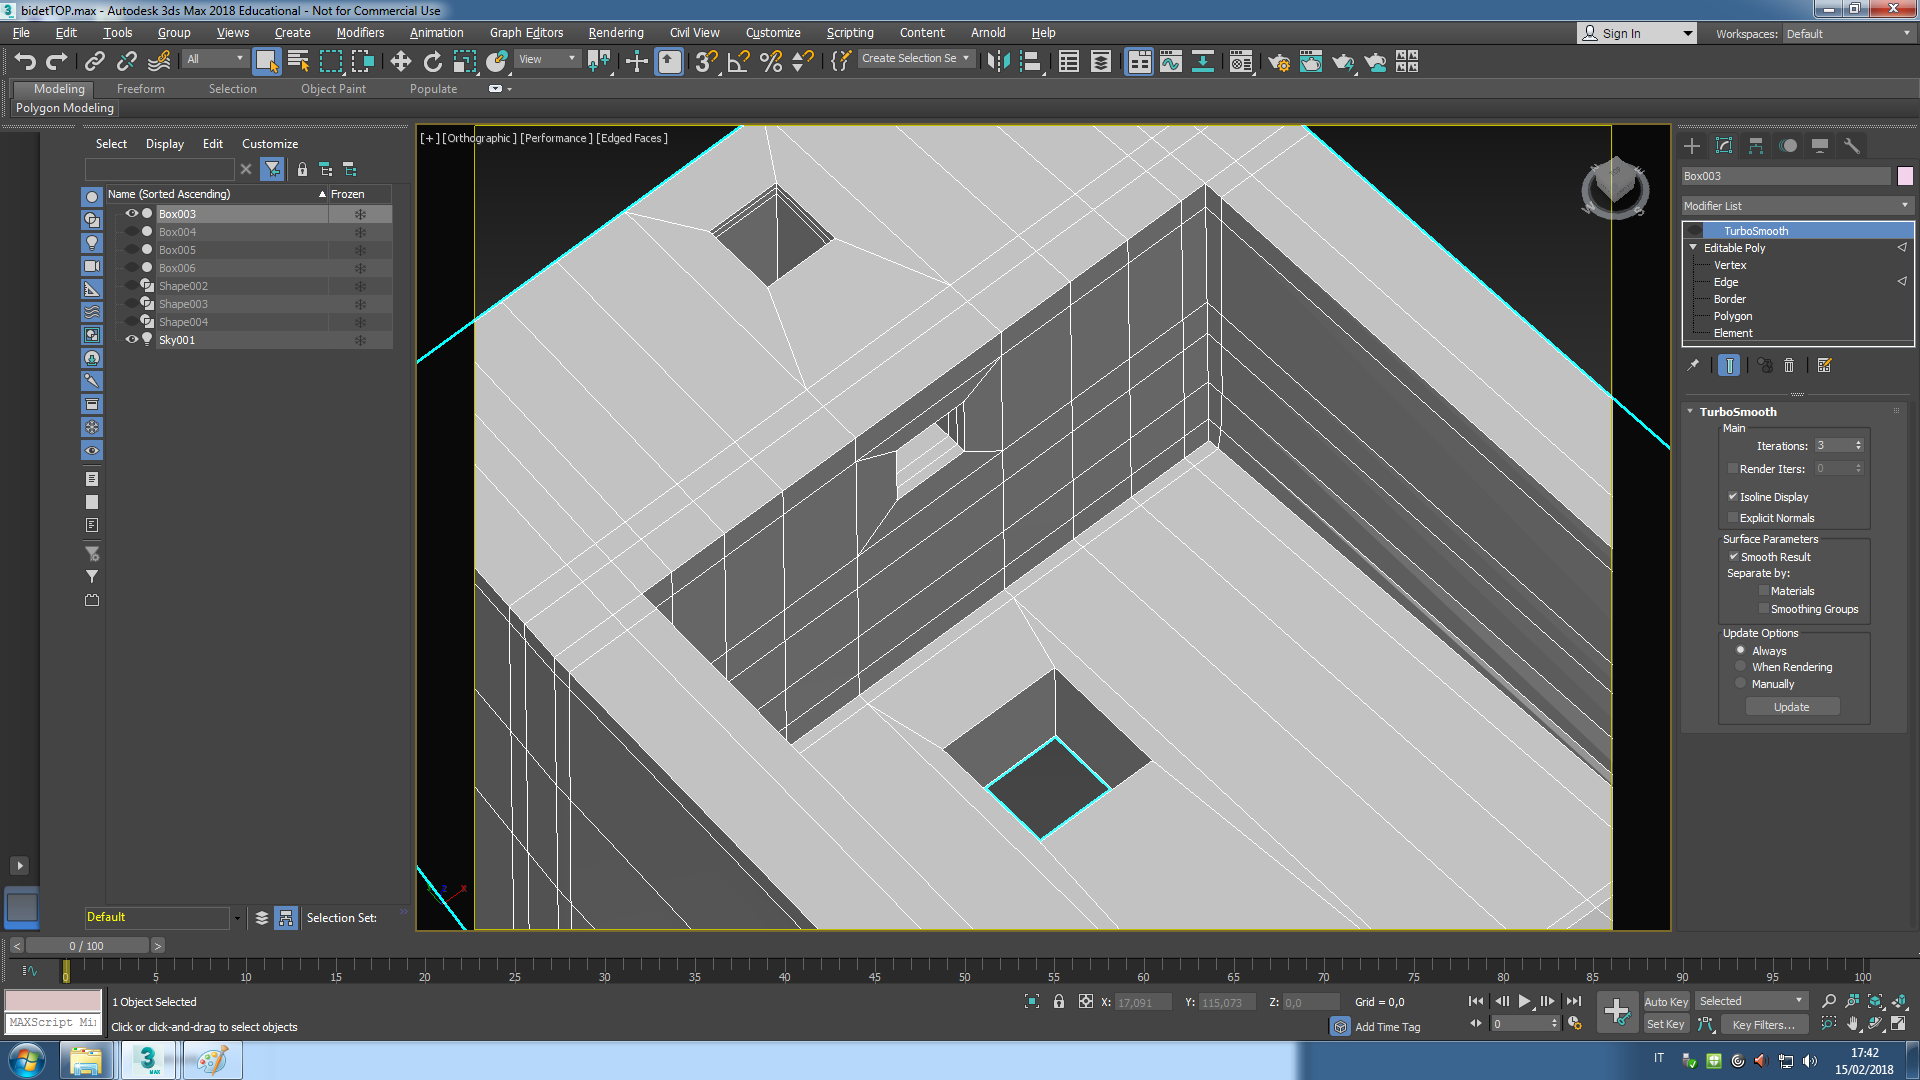 bidetTOP.max - Autodesk 3ds Max 2018 Educational - Not for Commercial Use
File Edit Tools Group Views Create Modifiers Animation Graph Editors Rendering Civil View Customize Scripting Content Arnold Help
Sign In Workspaces: Default
All View Create Selection Se
Modeling Freeform Selection Object Paint Populate
Polygon Modeling
Select Display Edit Customize
[+] [Orthographic] [Performance] [Edged Faces]
Name (Sorted Ascending) Frozen
Box003
Box004
Box005
Box006
Shape002
Shape003
Shape004
Sky001
Box003
Modifier List
TurboSmooth
Editable Poly
Vertex
Edge
Border
Polygon
Element
TurboSmooth
Main
Iterations: 3
Render Iters: 0
Isoline Display
Explicit Normals
Surface Parameters
Smooth Result
Separate by:
Materials
Smoothing Groups
Update Options
Always
When Rendering
Manually
Update
Default Selection Set:
0 / 100
0 5 10 15 20 25 30 35 40 45 50 55 60 65 70 75 80 85 90 95 100
1 Object Selected X: 17,091 Y: 115,073 Z: 0,0 Grid = 0,0 Auto Key Selected
MAXScript Mi Click or click-and-drag to select objects Add Time Tag 0 Set Key Key Filters...
IT 17:42
15/02/2018